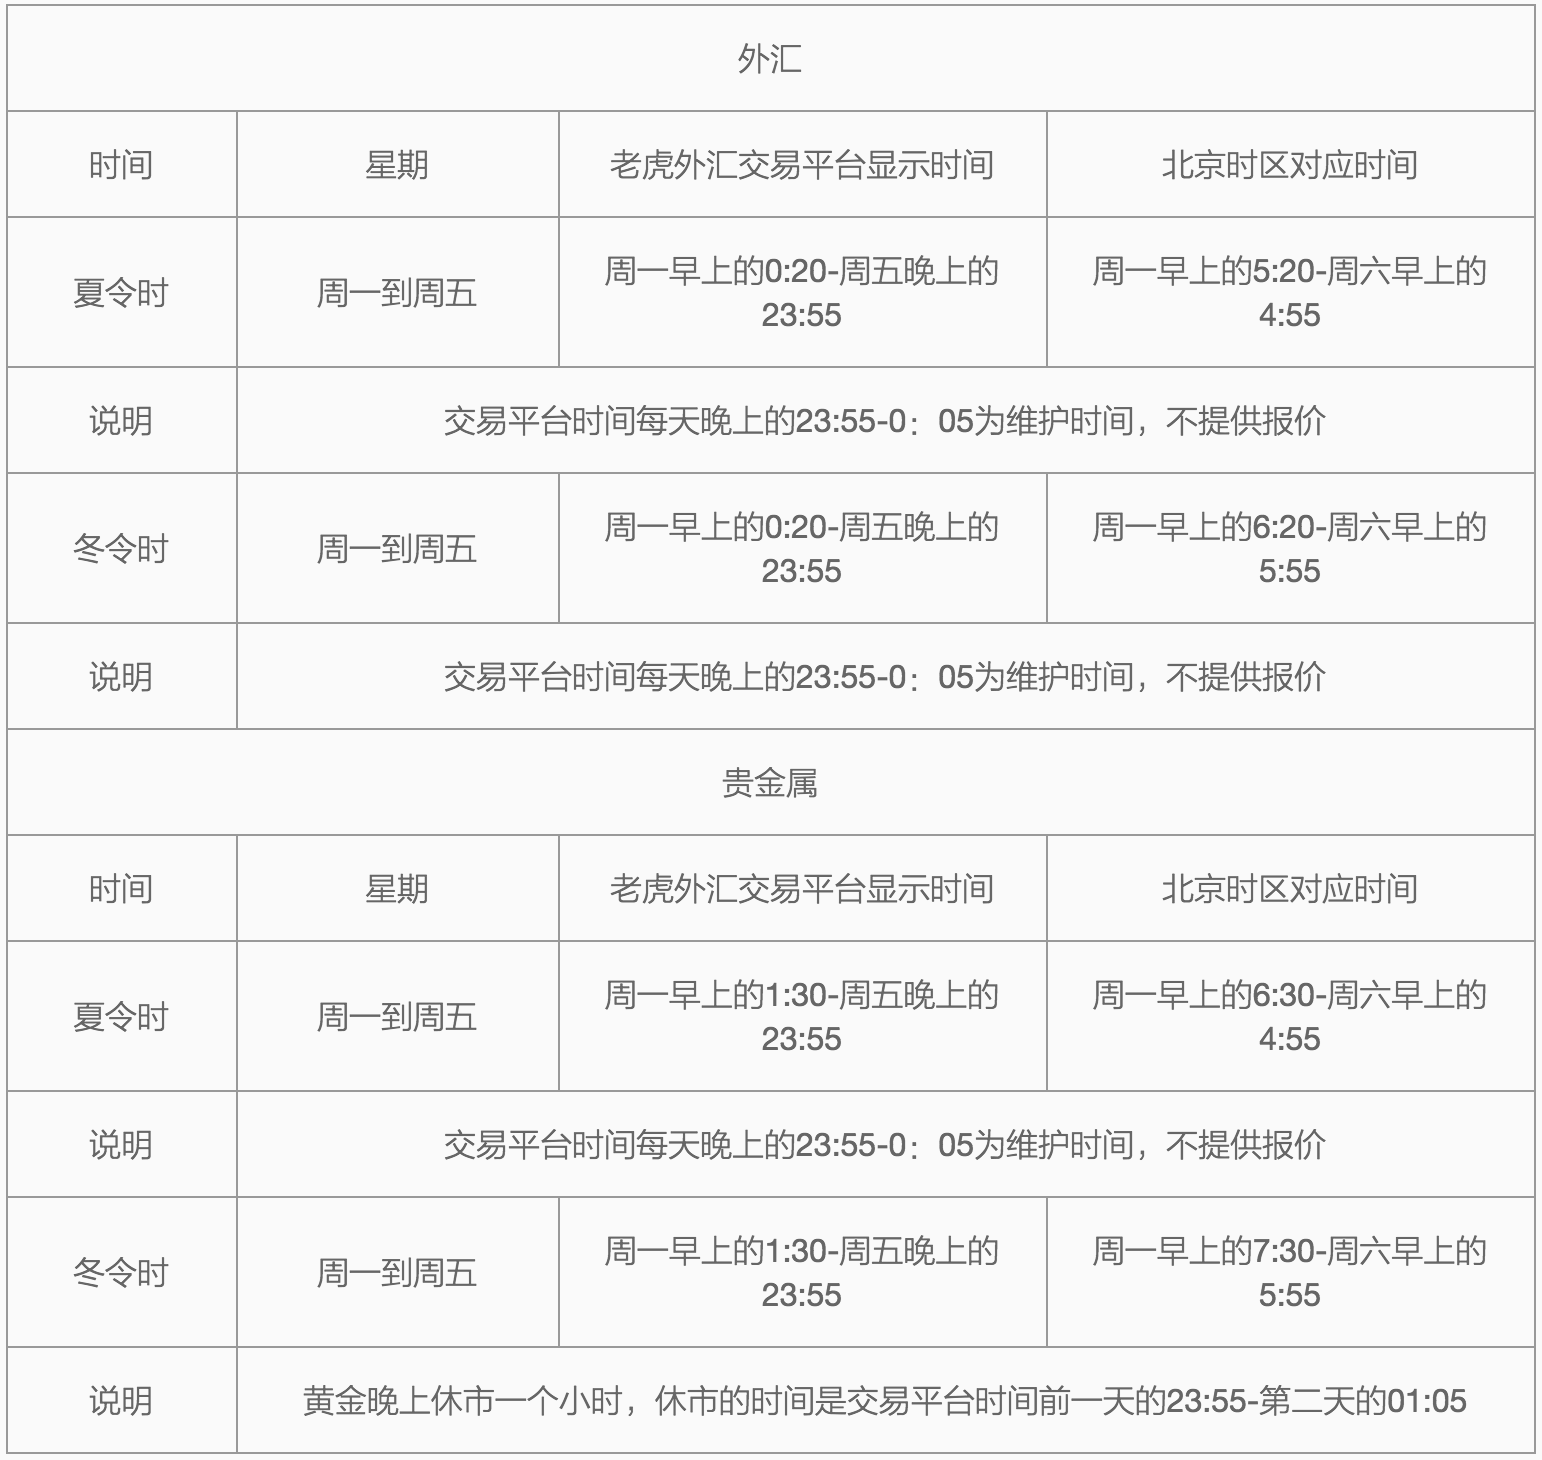 外汇
时间 星期 老虎外汇交易平台显示时间 北京时区对应时间
夏令时 周一到周五 周一早上的0:20-周五晚上的 周一早上的5:20-周六早上的
23:55 4:55
说明 交易平台时间每天晚上的23:55-0：05为维护时间，不提供报价
冬令时 周一到周五 周一早上的0:20-周五晚上的 周一早上的6:20-周六早上的
23:55 5:55
说明 交易平台时间每天晚上的23:55-0：05为维护时间，不提供报价
贵金属
时间 星期 老虎外汇交易平台显示时间 北京时区对应时间
夏令时 周一到周五 周一早上的1:30-周五晚上的 周一早上的6:30-周六早上的
23:55 4:55
说明 交易平台时间每天晚上的23:55-0：05为维护时间，不提供报价
冬令时 周一到周五 周一早上的1:30-周五晚上的 周一早上的7:30-周六早上的
23:55 5:55
说明 黄金晚上休市一个小时，休市的时间是交易平台时间前一天的23:55-第二天的01:05